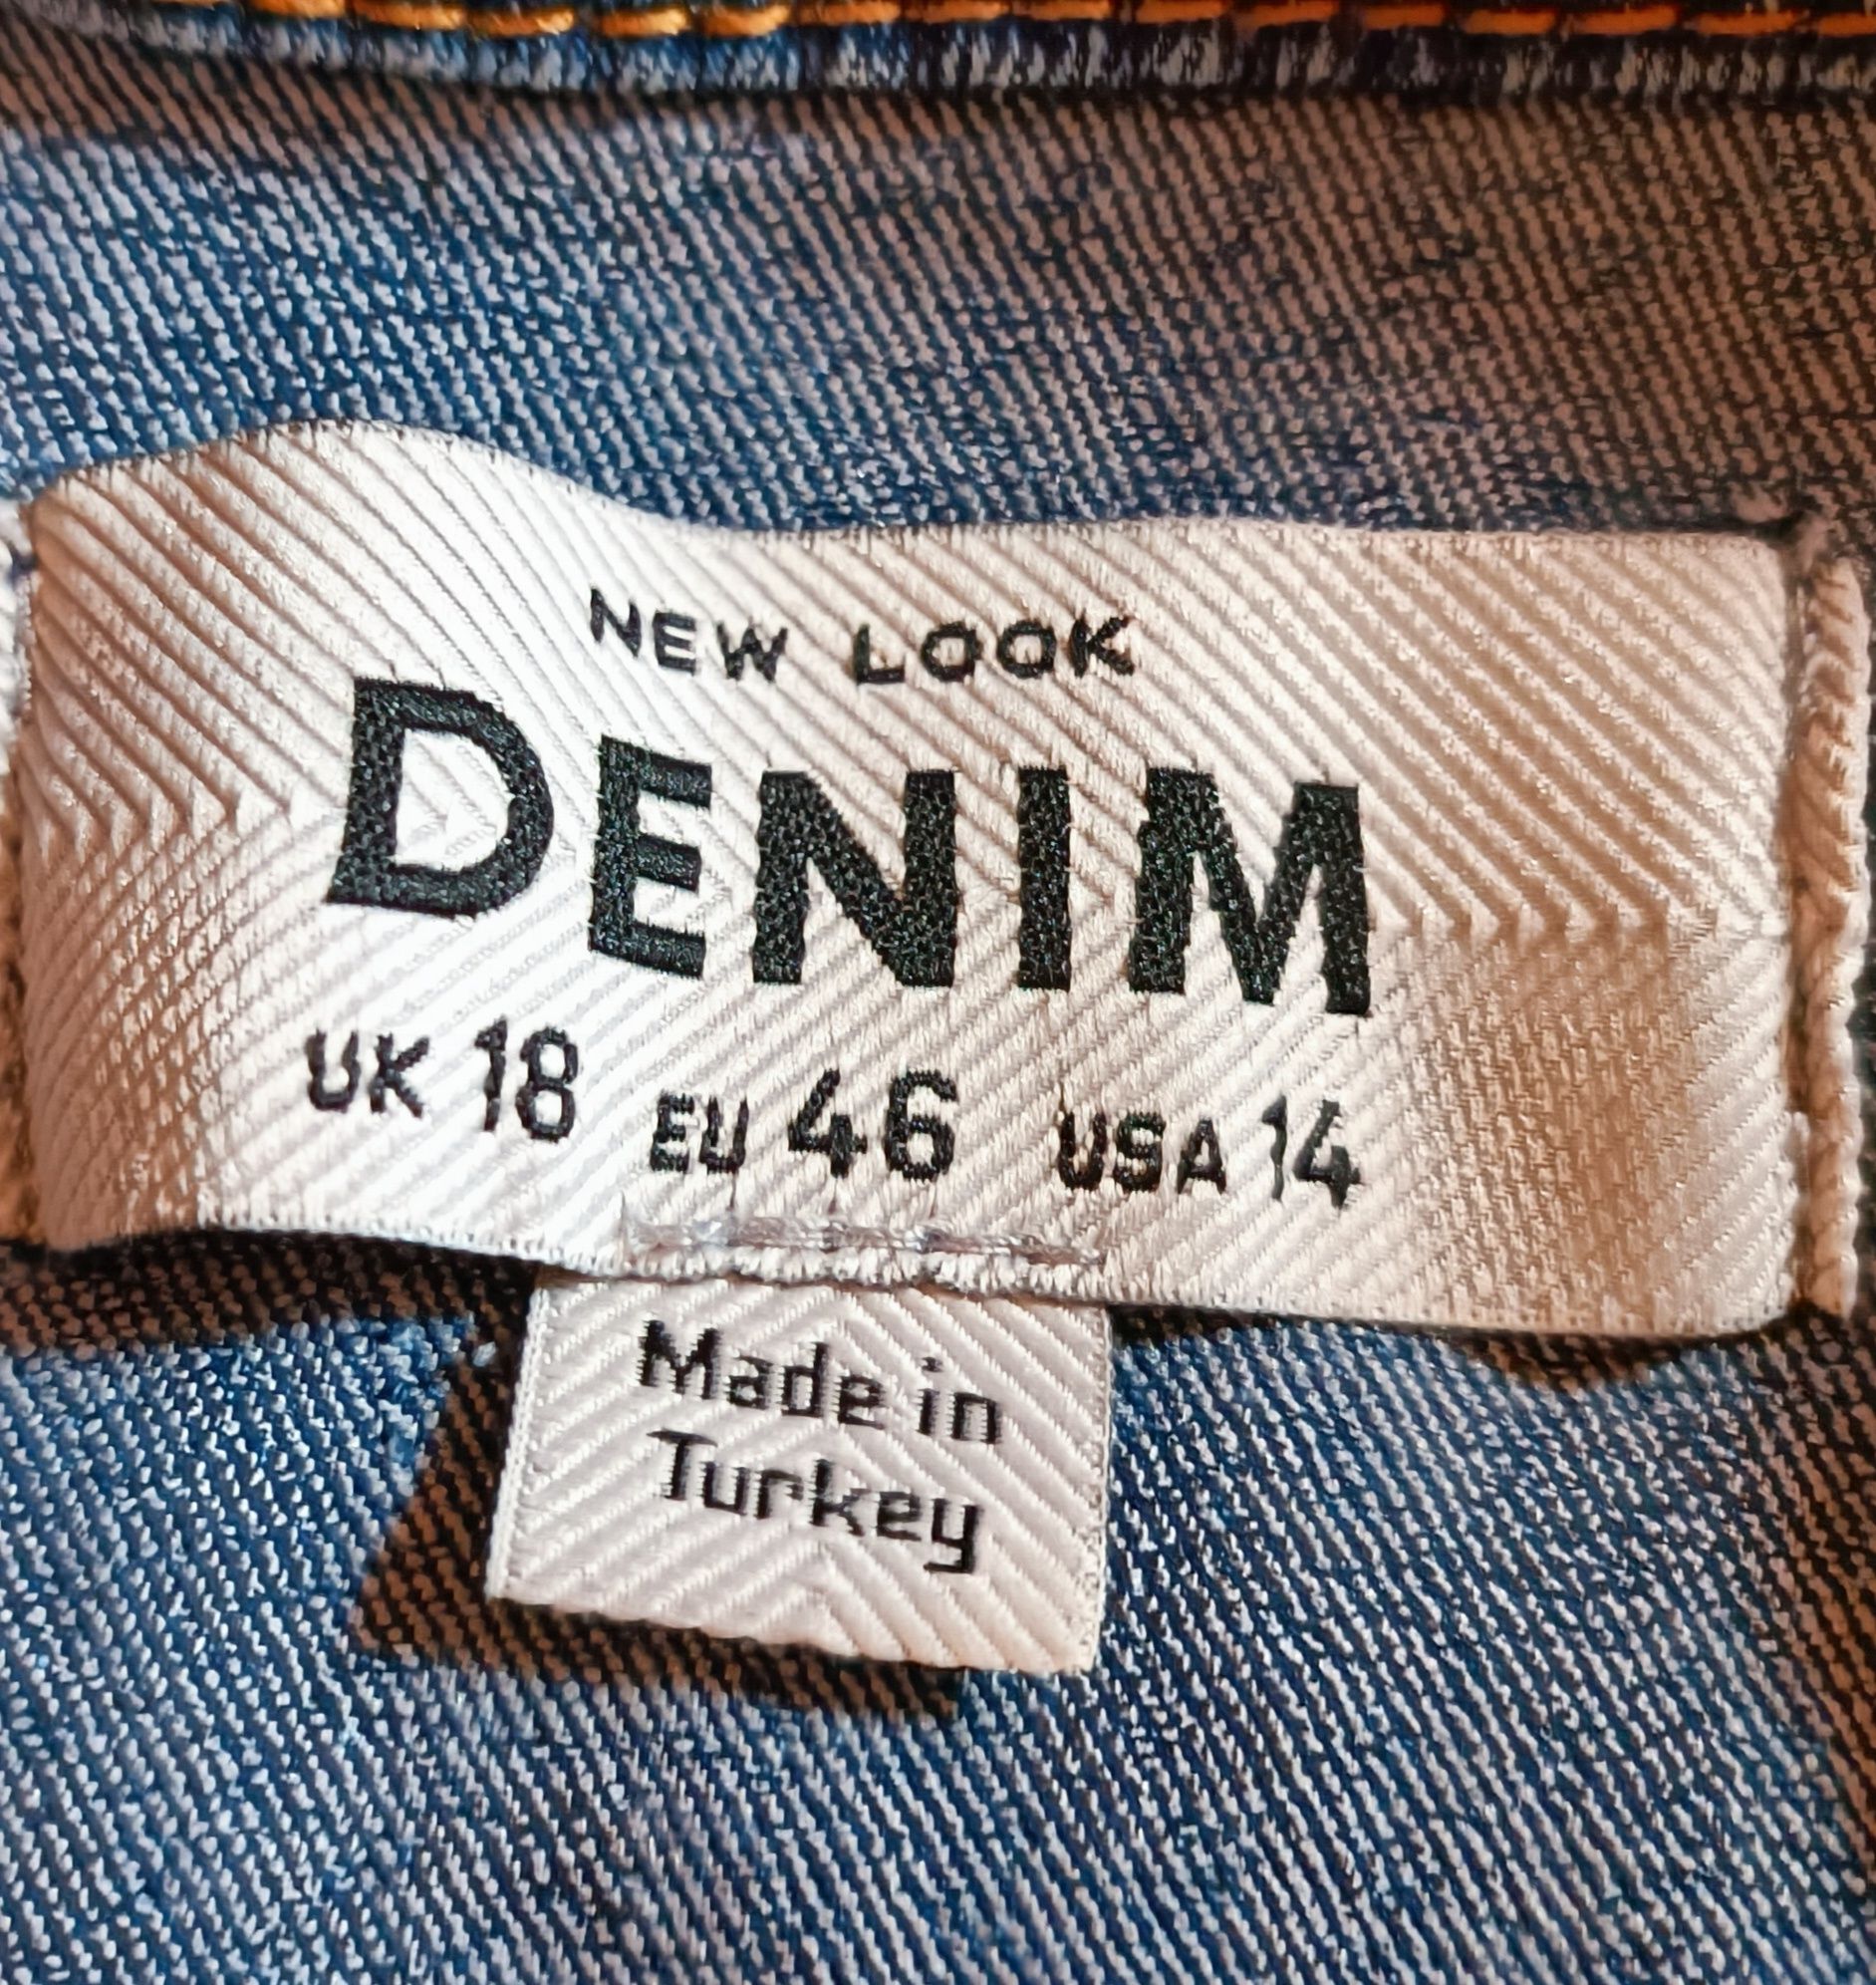 NEW LOOK
DENIM
UK 18 EU 46 USA 14
Made in
Turkey